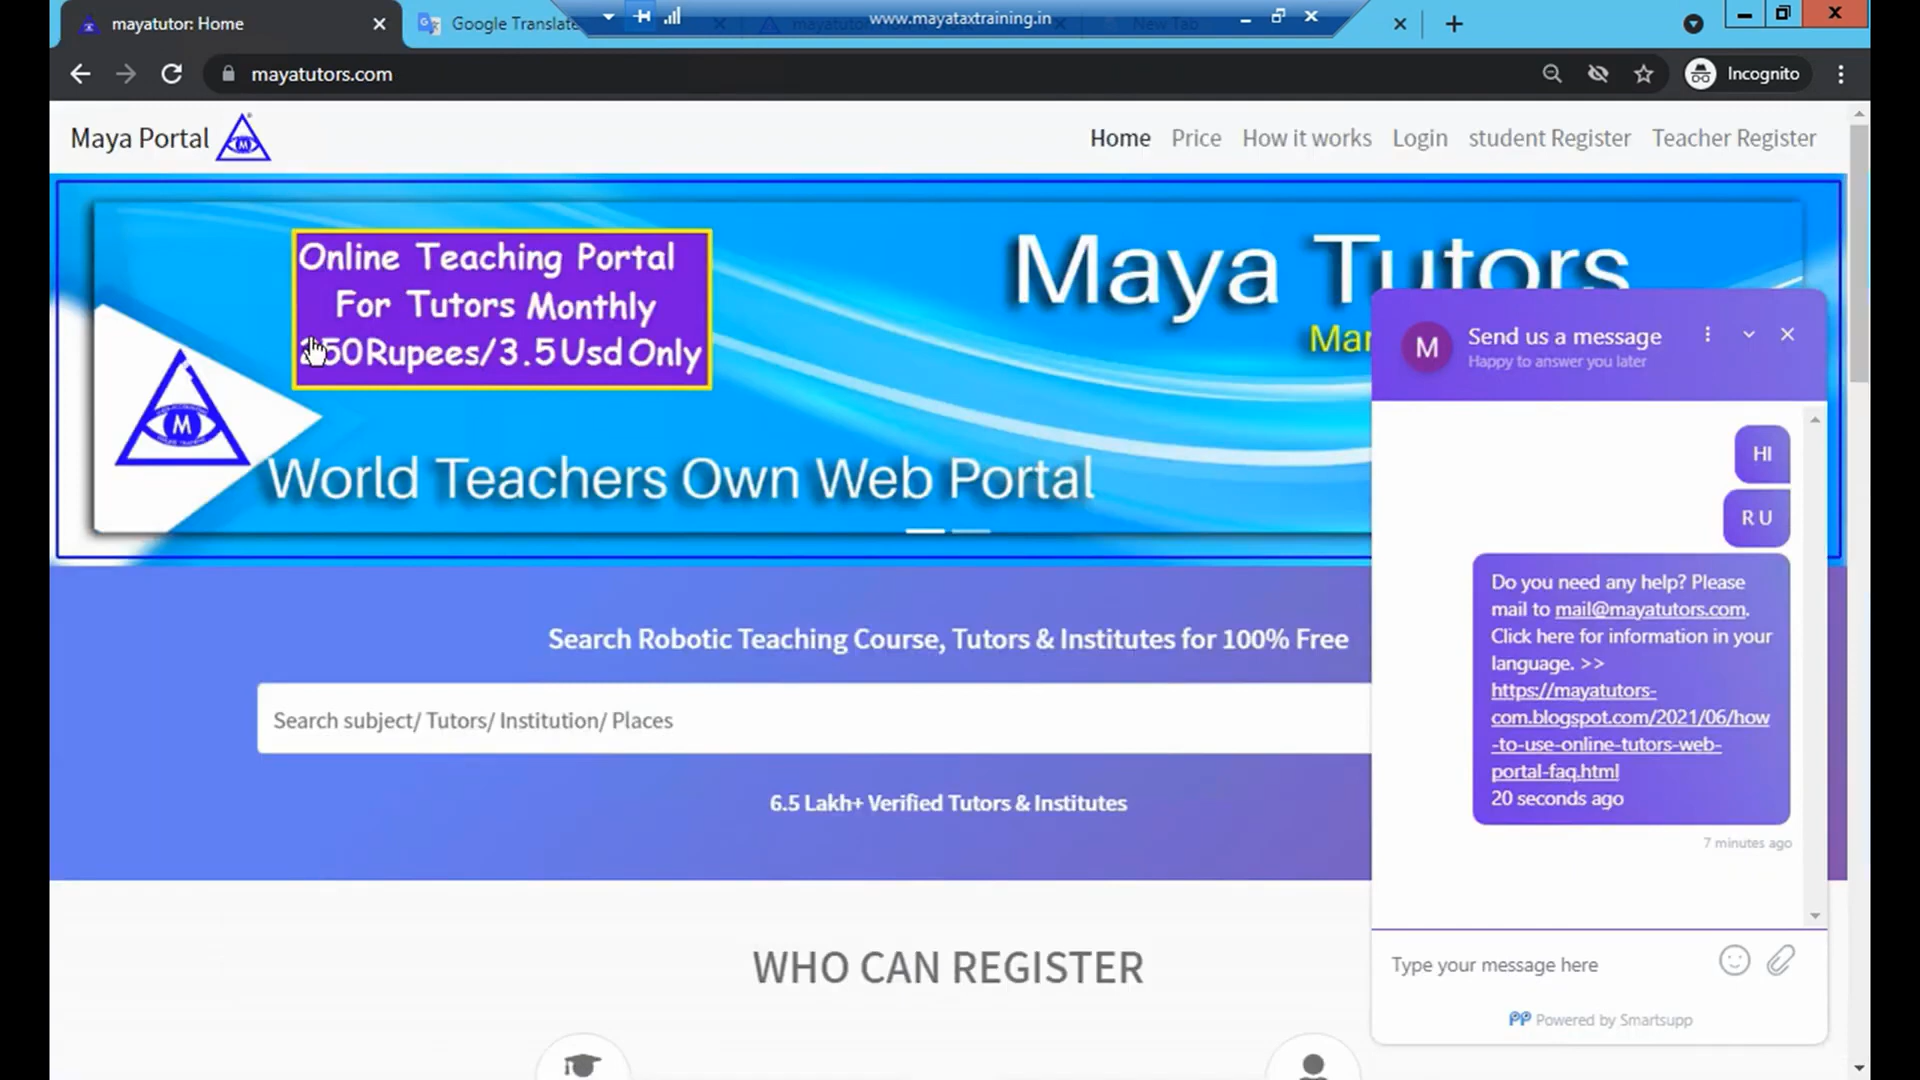 mayatutor: Home
Google Translate
www.mayataxtraining.in
New Tab
mayatutors.com
Incognito
Maya Portal
Home
Price
How it works
Login
student Register
Teacher Register
Online Teaching Portal
For Tutors Monthly
50Rupees/3.5Usd Only
Maya Tutors
Mar
M
World Teachers Own Web Portal
Search Robotic Teaching Course, Tutors & Institutes for 100% Free
Search subject/ Tutors/ Institution/ Places
6.5 Lakh+ Verified Tutors & Institutes
WHO CAN REGISTER
M
Send us a message
Happy to answer you later
HI
R U
Do you need any help? Please
mail to mail@mayatutors.com.
Click here for information in your
language. >>
https://mayatutors-
com.blogspot.com/2021/06/how
-to-use-online-tutors-web-
portal-faq.html
20 seconds ago
7 minutes ago
Type your message here
Powered by Smartsupp